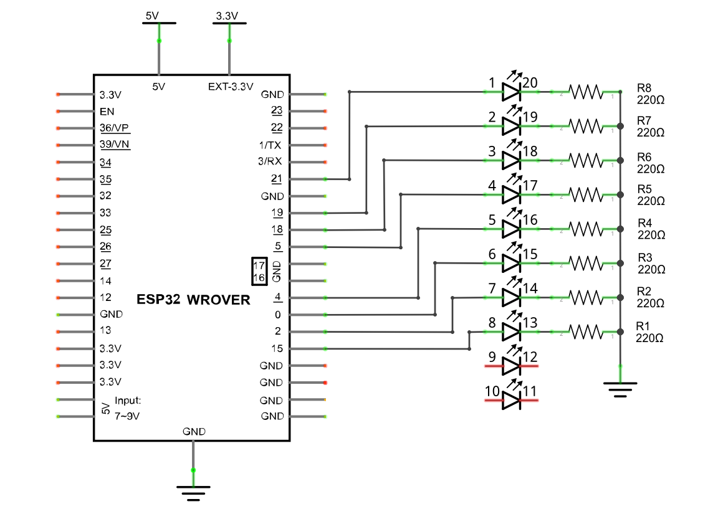 5V
3.3V
5V
EXT-3.3V
3.3V
EN
36/VP
39/VN
34
35
32
33
25
26
27
14
12
GND
13
3.3V
3.3V
3.3V
5V
Input:
7~9V
ESP32 WROVER
GND
23
22
1/TX
3/RX
21
GND
19
18
5
17
16
GND
4
0
2
15
GND
GND
GND
GND
GND
1 20
2 19
3 18
4 17
5 16
6 15
7 14
8 13
9 12
10 11
R8
220Ω
R7
220Ω
R6
220Ω
R5
220Ω
R4
220Ω
R3
220Ω
R2
220Ω
R1
220Ω